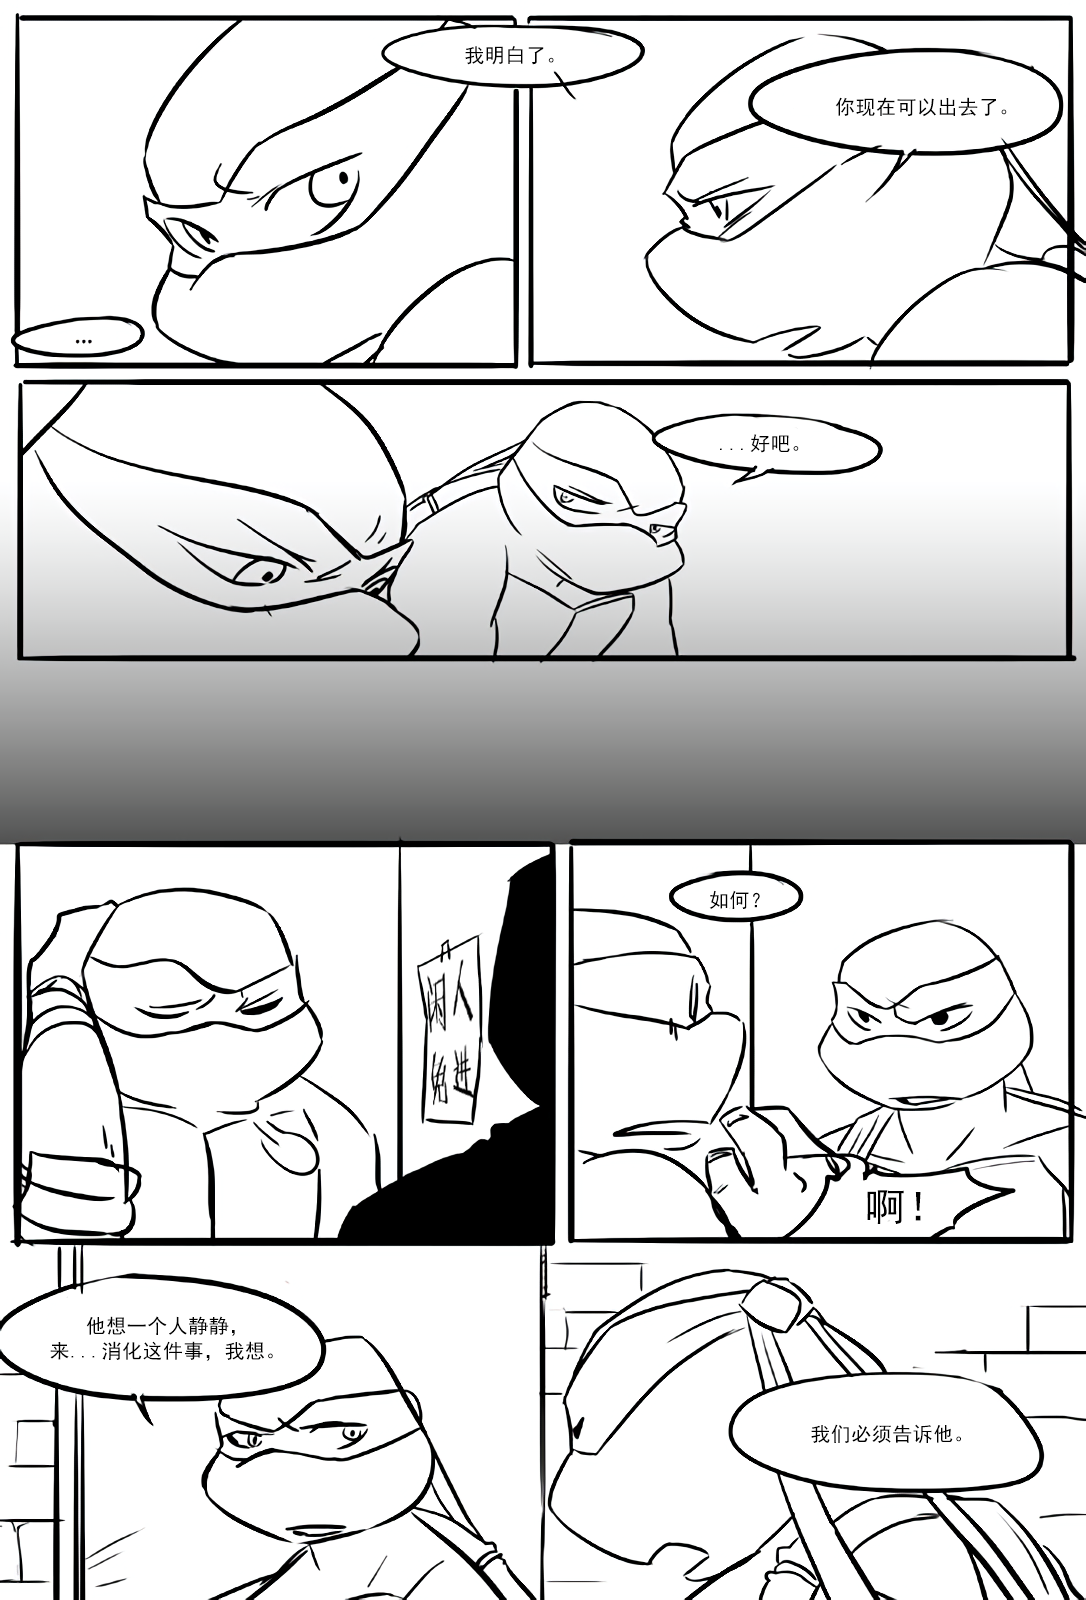 我明白了。
...
你现在可以出去了。
...好吧。
闲人
免进
如何？
啊！
他想一个人静静，
来...消化这件事，我想。
我们必须告诉他。